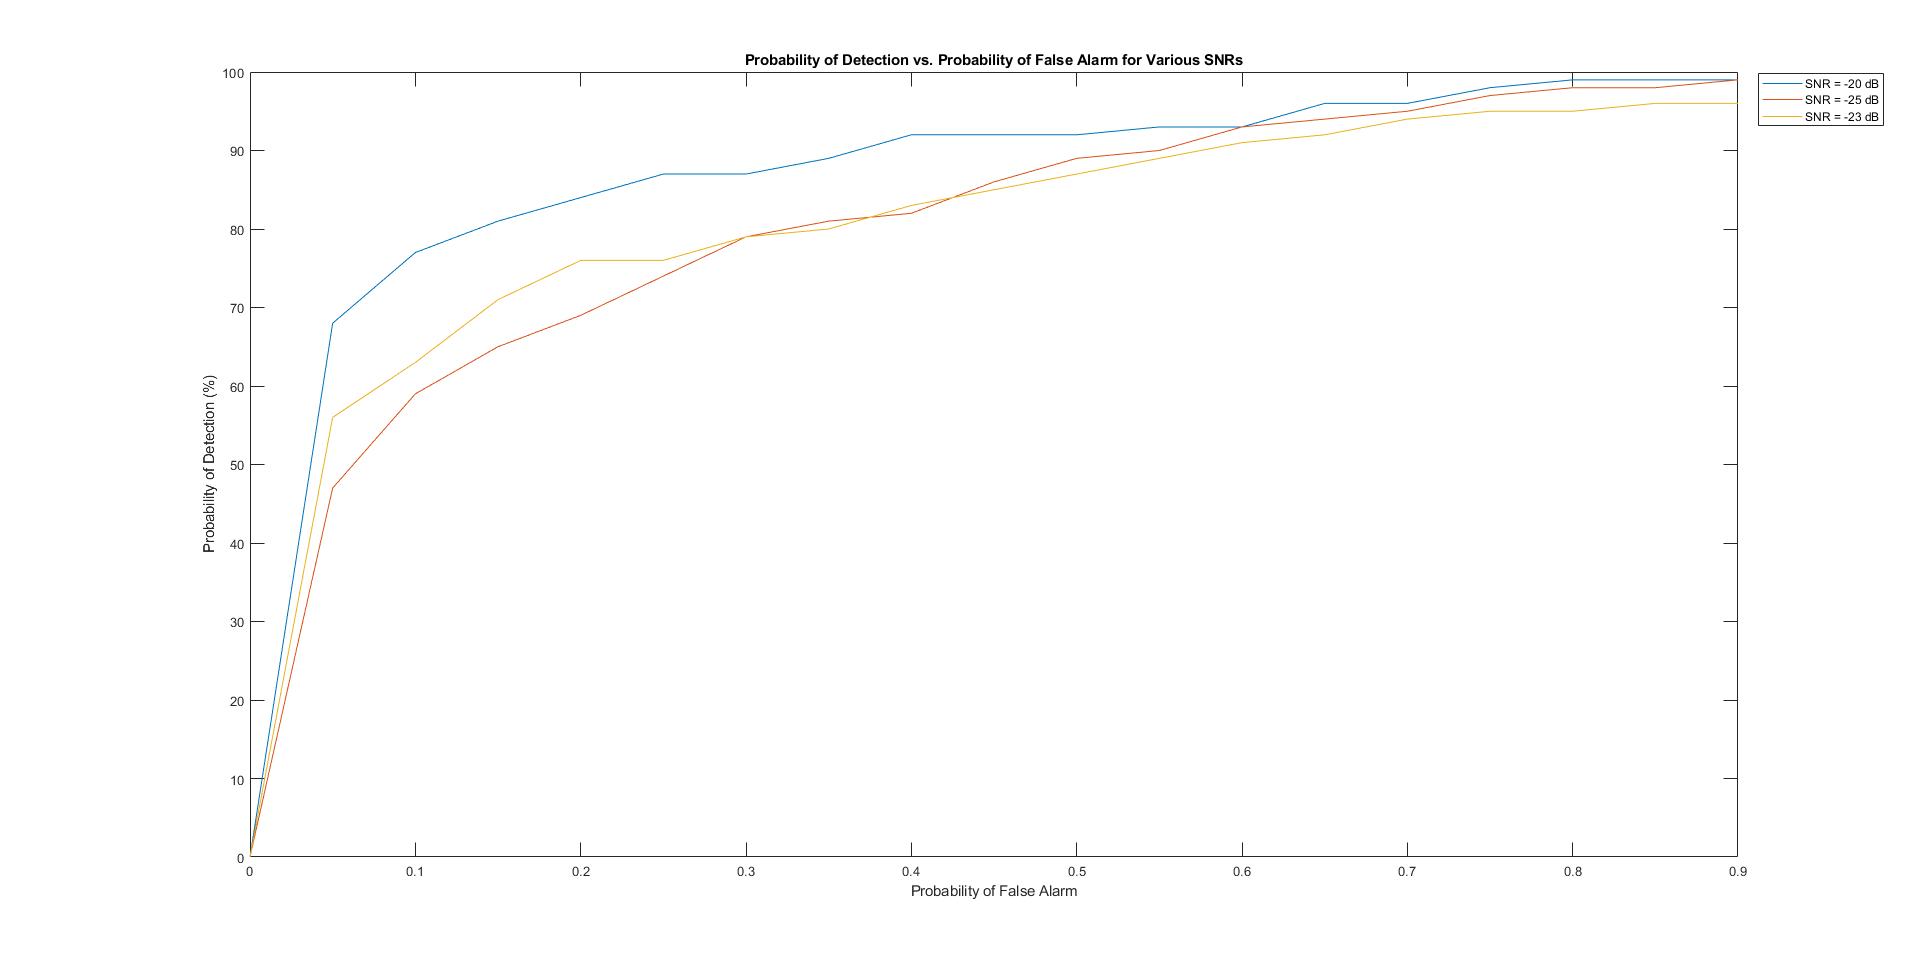 Probability of Detection vs. Probability of False Alarm for Various SNRs
100
90
80
70
60
50
40
30
20
10
0
Probability of Detection (%)
0 0.1 0.2 0.3 0.4 0.5 0.6 0.7 0.8 0.9
Probability of False Alarm
SNR = -20 dB
SNR = -25 dB
SNR = -23 dB